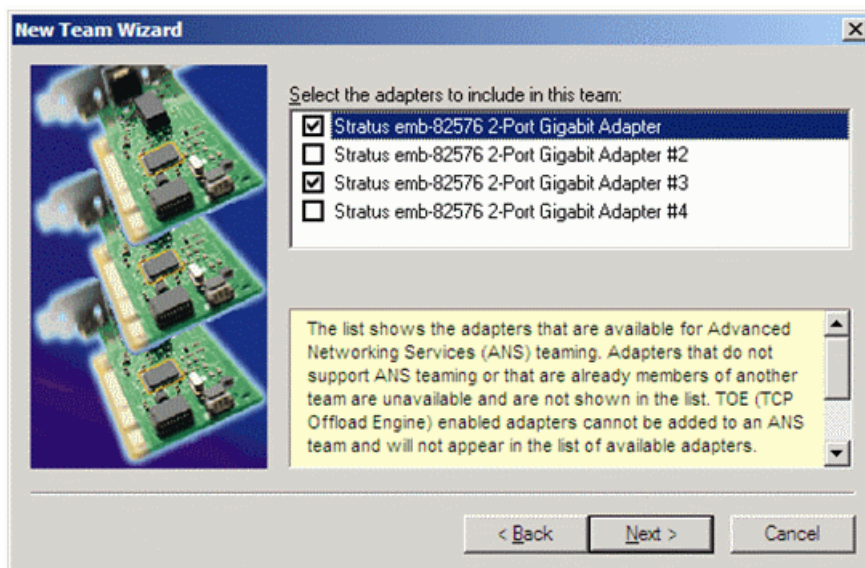 New Team Wizard
Select the adapters to include in this team:
Stratus emb-82576 2-Port Gigabit Adapter
Stratus emb-82576 2-Port Gigabit Adapter #2
Stratus emb-82576 2-Port Gigabit Adapter #3
Stratus emb-82576 2-Port Gigabit Adapter #4
The list shows the adapters that are available for Advanced
Networking Services (ANS) teaming. Adapters that do not
support ANS teaming or that are already members of another
team are unavailable and are not shown in the list. TOE (TCP
Offload Engine) enabled adapters cannot be added to an ANS
team and will not appear in the list of available adapters.
< Back
Next >
Cancel